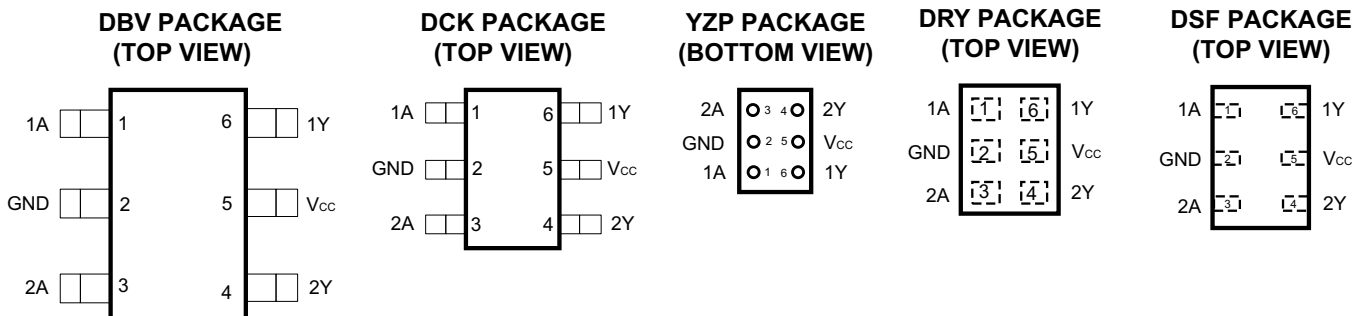 DBV PACKAGE
(TOP VIEW)
1A 1 6 1Y
GND 2 5 VCC
2A 3 4 2Y
DCK PACKAGE
(TOP VIEW)
1A 1 6 1Y
GND 2 5 VCC
2A 3 4 2Y
YZP PACKAGE
(BOTTOM VIEW)
2A 3 4 2Y
GND 2 5 VCC
1A 1 6 1Y
DRY PACKAGE
(TOP VIEW)
1A 1 6 1Y
GND 2 5 VCC
2A 3 4 2Y
DSF PACKAGE
(TOP VIEW)
1A 1 6 1Y
GND 2 5 VCC
2A 3 4 2Y